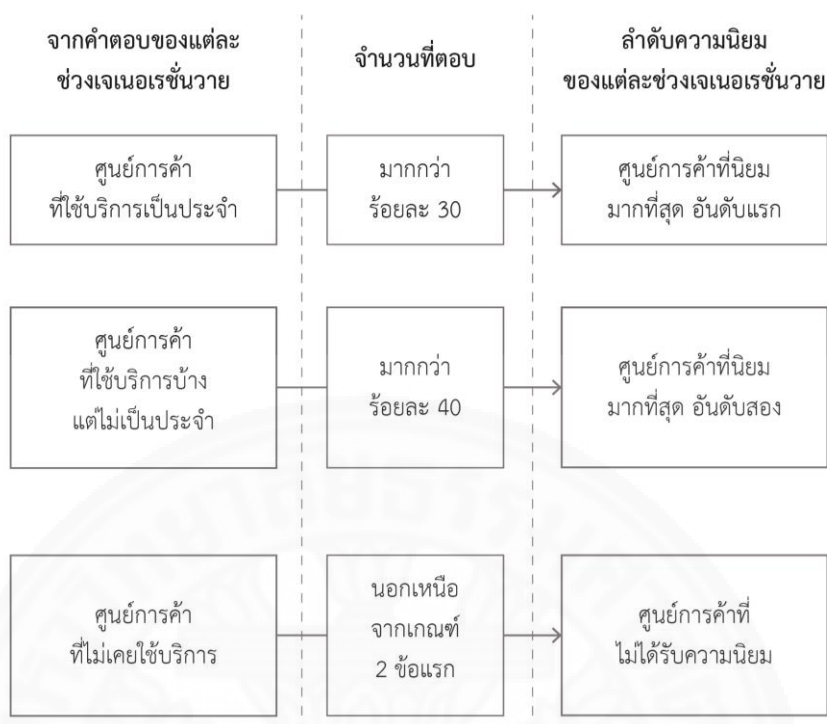 จากคำตอบของแต่ละ
ช่วงเจเนอเรชั่นวาย
จำนวนที่ตอบ
ลำดับความนิยม
ของแต่ละช่วงเจเนอเรชั่นวาย
ศูนย์การค้า
ที่ใช้บริการเป็นประจำ
มากกว่า
ร้อยละ 30
ศูนย์การค้าที่นิยม
มากที่สุด อันดับแรก
ศูนย์การค้า
ที่ใช้บริการบ้าง
แต่ไม่เป็นประจำ
มากกว่า
ร้อยละ 40
ศูนย์การค้าที่นิยม
มากที่สุด อันดับสอง
ศูนย์การค้า
ที่ไม่เคยใช้บริการ
นอกเหนือ
จากเกณฑ์
2 ข้อแรก
ศูนย์การค้าที่
ไม่ได้รับความนิยม